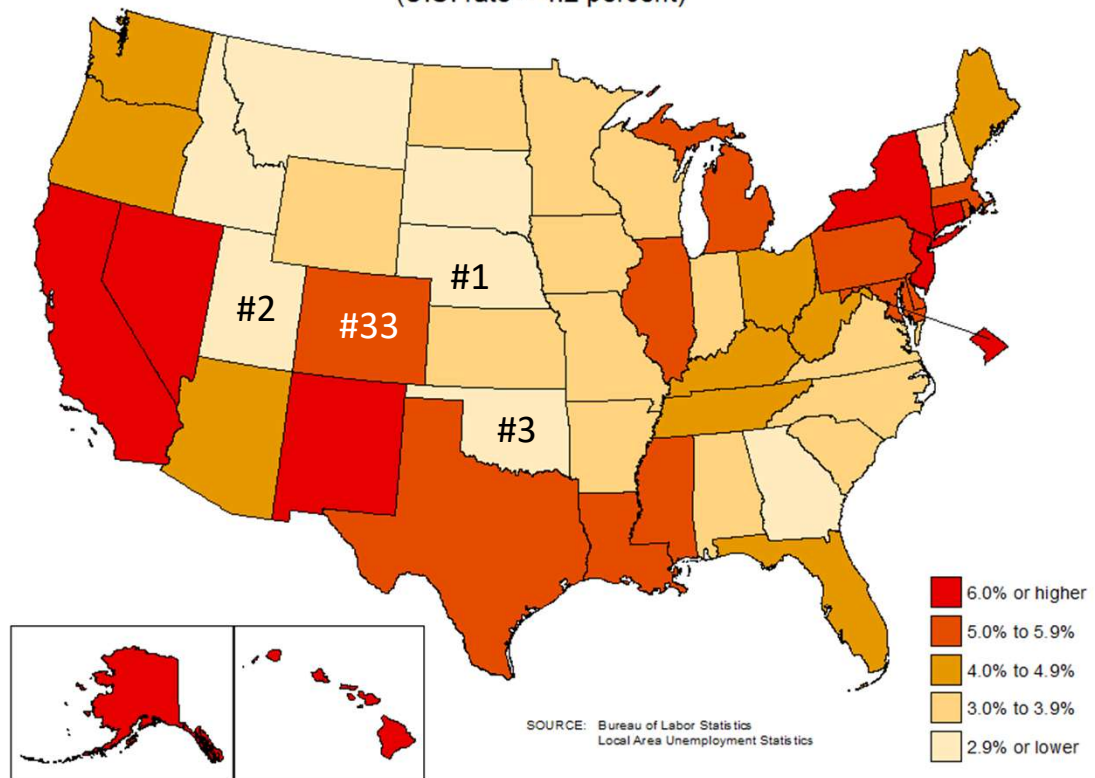 #1
#2
#33
#3
6.0% or higher
5.0% to 5.9%
4.0% to 4.9%
3.0% to 3.9%
2.9% or lower
SOURCE: Bureau of Labor Statistics
Local Area Unemployment Statistics